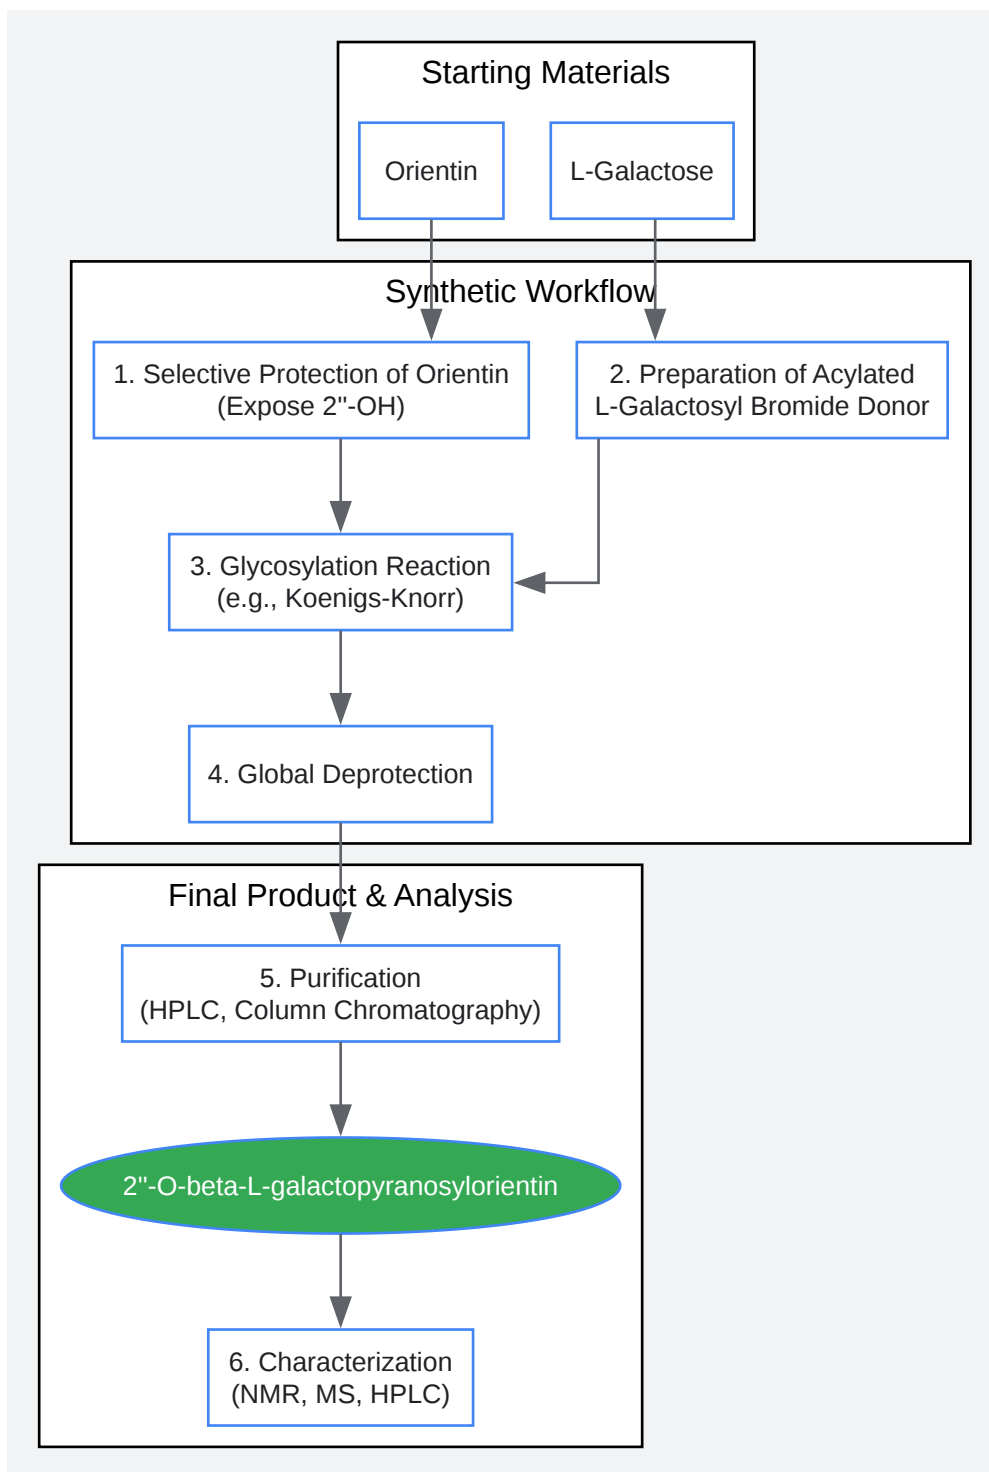 Starting Materials
Orientin
L-Galactose
Synthetic Workflow
1. Selective Protection of Orientin
(Expose 2"-OH)
2. Preparation of Acylated
L-Galactosyl Bromide Donor
3. Glycosylation Reaction
(e.g., Koenigs-Knorr)
4. Global Deprotection
Final Product & Analysis
5. Purification
(HPLC, Column Chromatography)
2"-O-beta-L-galactopyranosylorientin
6. Characterization
(NMR, MS, HPLC)